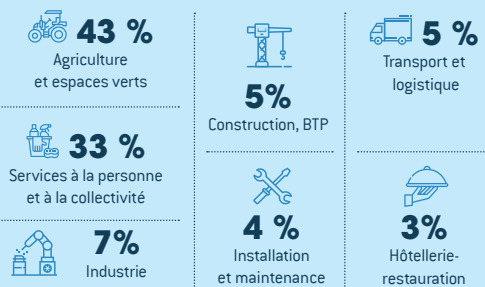 43 %
Agriculture
et espaces verts
33 %
Services à la personne
et à la collectivité
7%
Industrie
5%
Construction, BTP
4 %
Installation
et maintenance
5 %
Transport et
logistique
3%
Hôtellerie-
restauration